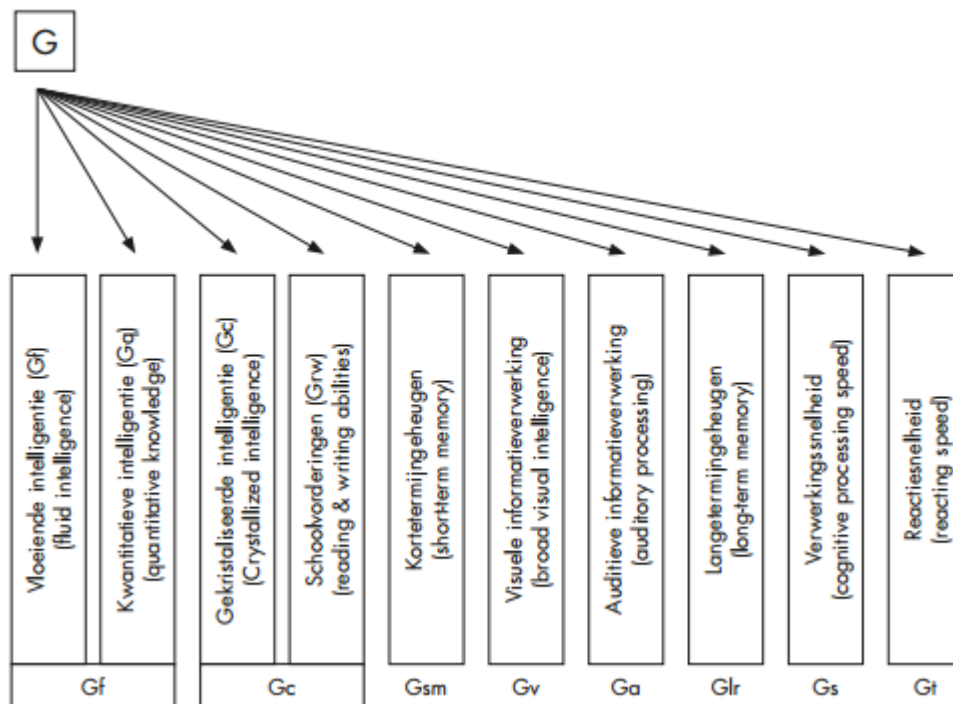 G
Vloeiende intelligentie (Gf)
(fluid intelligence)
Kwantitatieve intelligentie (Gq)
(quantitative knowledge)
Gekristaliseerde intelligentie (Gc)
(Crystallized intelligence)
Schoolvorderingen (Grw)
(reading & writing abilities)
Kortetermijngeheugen
(short-term memory)
Visuele informatieverwerking
(broad visual intelligence)
Auditieve informatieverwerking
(auditory processing)
Langetermijngeheugen
(long-term memory)
Verwerkingssnelheid
(cognitive processing speed)
Reactiesnelheid
(reacting speed)
Gf
Gc
Gsm
Gv
Ga
Glr
Gs
Gt